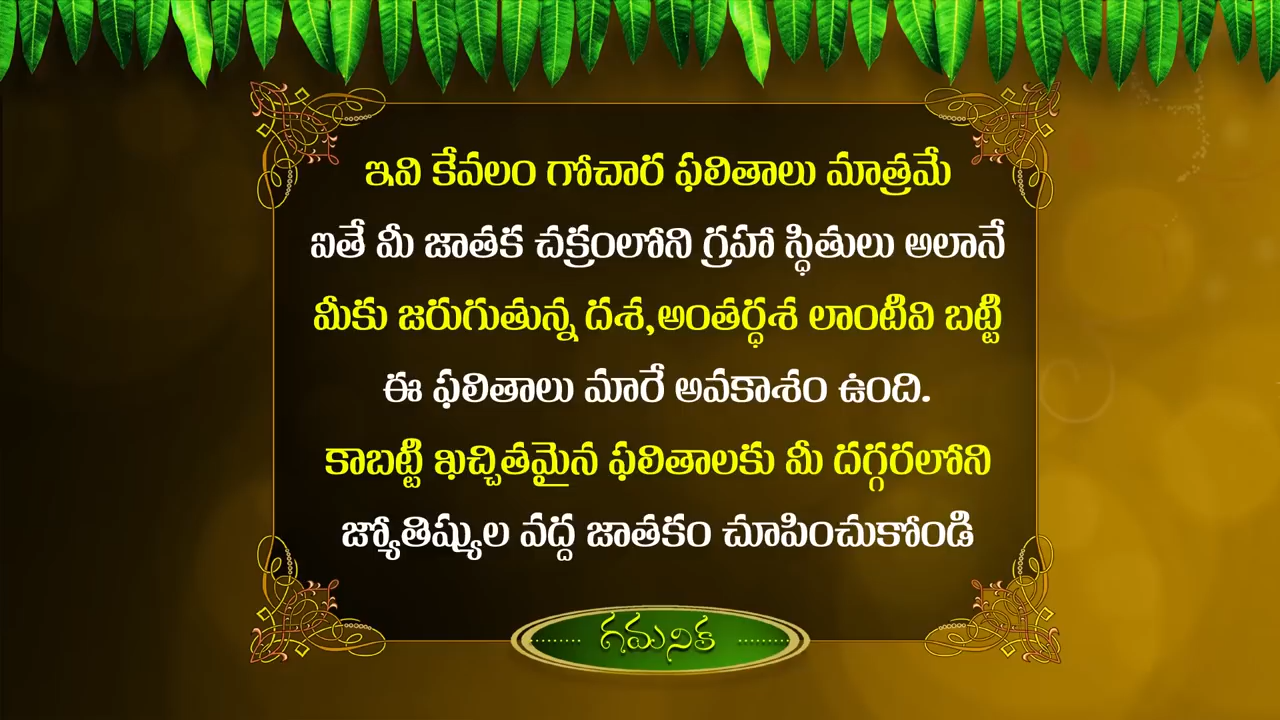 ఇవి కేవలం గోచార ఫలితాలు మాత్రమే
ఐతే మీ జాతక చక్రంలోని గ్రహా స్థితులు అలానే
మీకు జరుగుతున్న దశ,అంతర్ధశ లాంటివి బట్టి
ఈ ఫలితాలు మారే అవకాశం ఉంది.
కాబట్టి ఖచ్చితమైన ఫలితాలకు మీ దగ్గరలోని
జ్యోతిష్యుల వద్ద జాతకం చూపించుకోండి
గమనిక